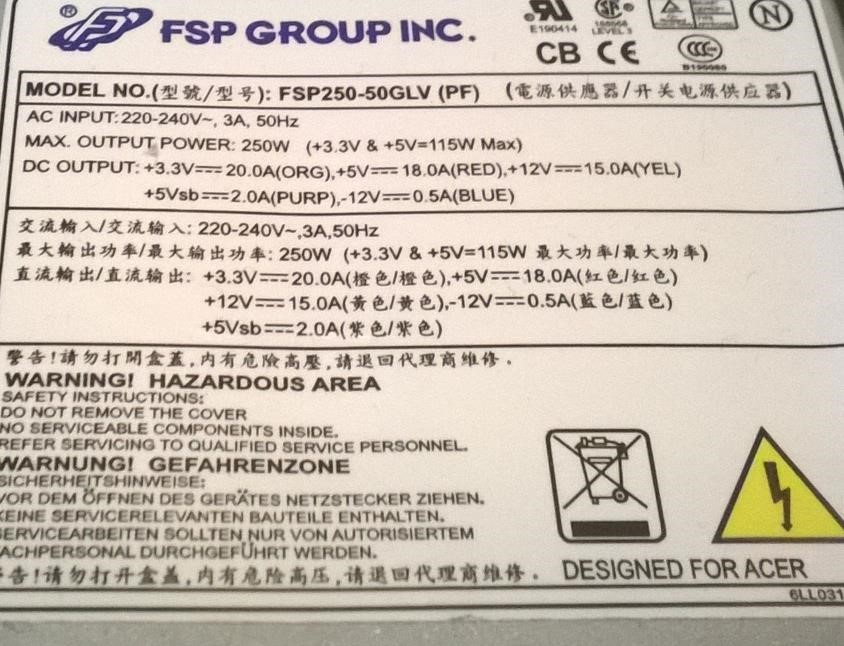 FSP GROUP INC.
E190414
LEVEL 3
CB CE
N
MODEL NO.(型號/型号): FSP250-50GLV (PF) (電源供應器/开关电源供应器)
AC INPUT:220-240V~, 3A, 50Hz
MAX. OUTPUT POWER: 250W (+3.3V & +5V=115W Max)
DC OUTPUT: +3.3V⎓20.0A(ORG),+5V⎓18.0A(RED),+12V⎓15.0A(YEL)
+5Vsb⎓2.0A(PURP),-12V⎓0.5A(BLUE)
交流輸入/交流输入: 220-240V~,3A,50Hz
最大輸出功率/最大输出功率: 250W (+3.3V & +5V=115W 最大功率/最大功率)
直流輸出/直流输出: +3.3V⎓20.0A(橙色/橙色),+5V⎓18.0A(紅色/红色)
+12V⎓15.0A(黄色/黄色),-12V⎓0.5A(藍色/蓝色)
+5Vsb⎓2.0A(紫色/紫色)
警告!請勿打開盒蓋,内有危險高壓,請退回代理商維修.
WARNING! HAZARDOUS AREA
SAFETY INSTRUCTIONS:
DO NOT REMOVE THE COVER
NO SERVICEABLE COMPONENTS INSIDE.
REFER SERVICING TO QUALIFIED SERVICE PERSONNEL.
WARNUNG! GEFAHRENZONE
SICHERHEITSHINWEISE:
VOR DEM ÖFFNEN DES GERÄTES NETZSTECKER ZIEHEN.
KEINE SERVICERELEVANTEN BAUTEILE ENTHALTEN.
SERVICEARBEITEN SOLLTEN NUR VON AUTORISIERTEM
ACHPERSONAL DURCHGEFÜHRT WERDEN.
告!请勿打开盒盖,内有危险高压,请退回代理商维修.
DESIGNED FOR ACER
6LL031